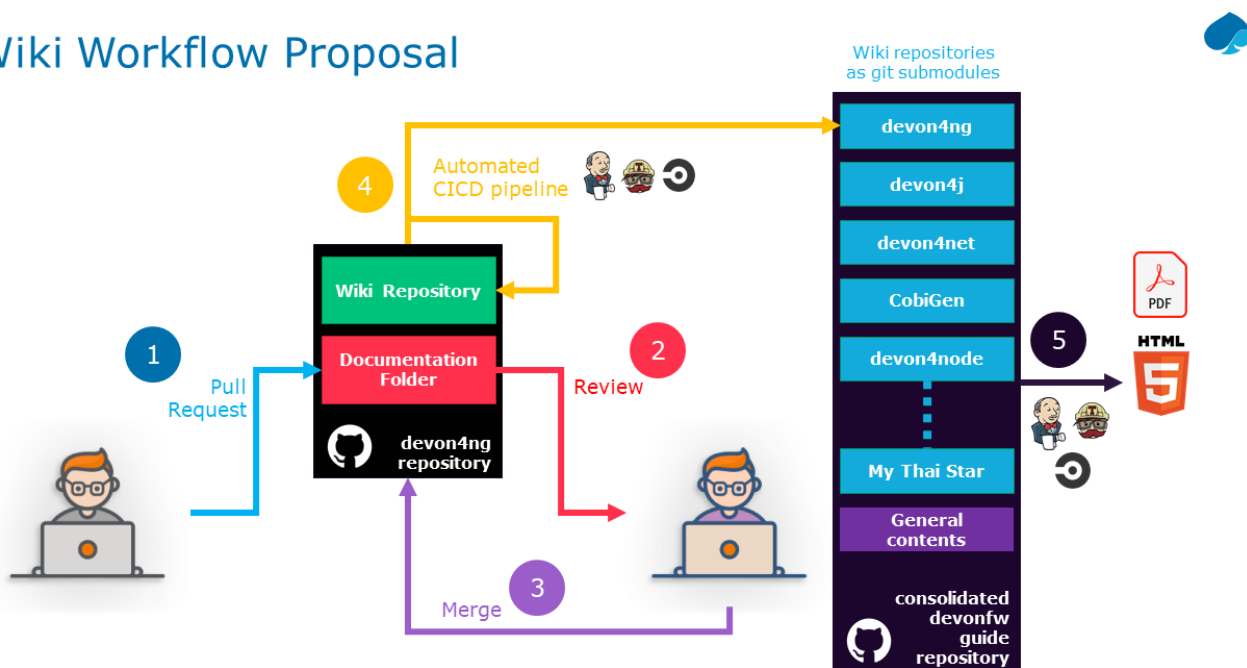 Wiki Workflow Proposal
Wiki repositories
as git submodules
devon4ng
4
Automated
CICD pipeline
devon4j
devon4net
Wiki Repository
CobiGen
PDF
1
Documentation
Folder
2
devon4node
5
HTML
Pull
Request
Review
devon4ng
repository
My Thai Star
General
contents
3
Merge
consolidated
devonfw
guide
repository